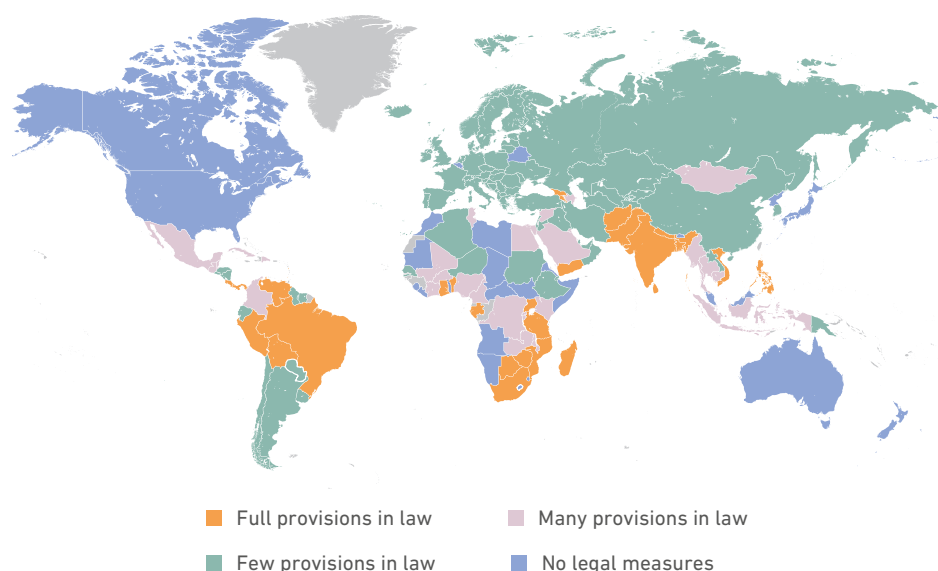 Full provisions in law
Many provisions in law
Few provisions in law
No legal measures